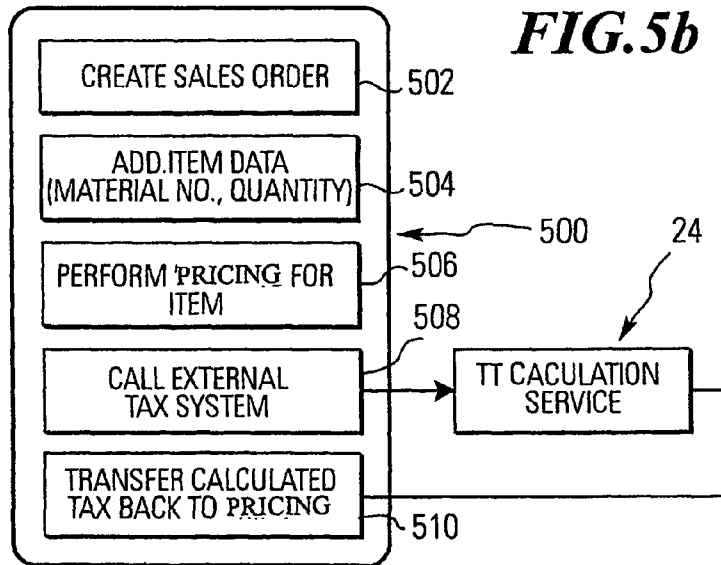 FIG.5b
CREATE SALES ORDER
502
ADD.ITEM DATA
(MATERIAL NO., QUANTITY)
504
500
24
PERFORM PRICING FOR
ITEM
506
508
CALL EXTERNAL
TAX SYSTEM
TT CACULATION
SERVICE
TRANSFER CALCULATED
TAX BACK TO PRICING
510